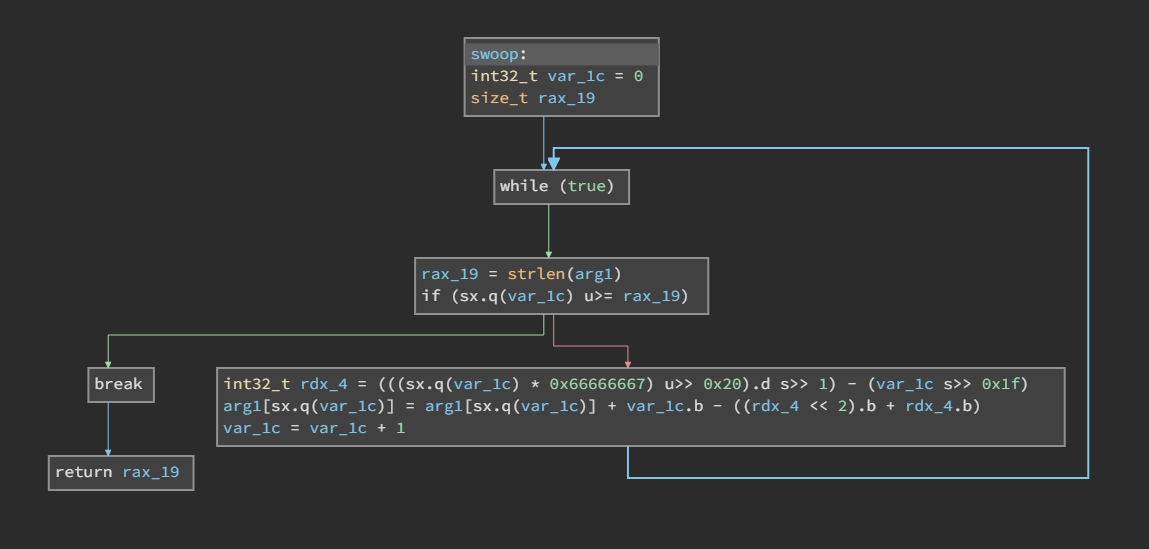 swoop:
int32_t var_1c = 0
size_t rax_19
while (true)
rax_19 = strlen(arg1)
if (sx.q(var_1c) u>= rax_19)
break
int32_t rdx_4 = (((sx.q(var_1c) * 0x66666667) u>> 0x20).d s>> 1) - (var_1c s>> 0x1f)
arg1[sx.q(var_1c)] = arg1[sx.q(var_1c)] + var_1c.b - ((rdx_4 << 2).b + rdx_4.b)
var_1c = var_1c + 1
return rax_19